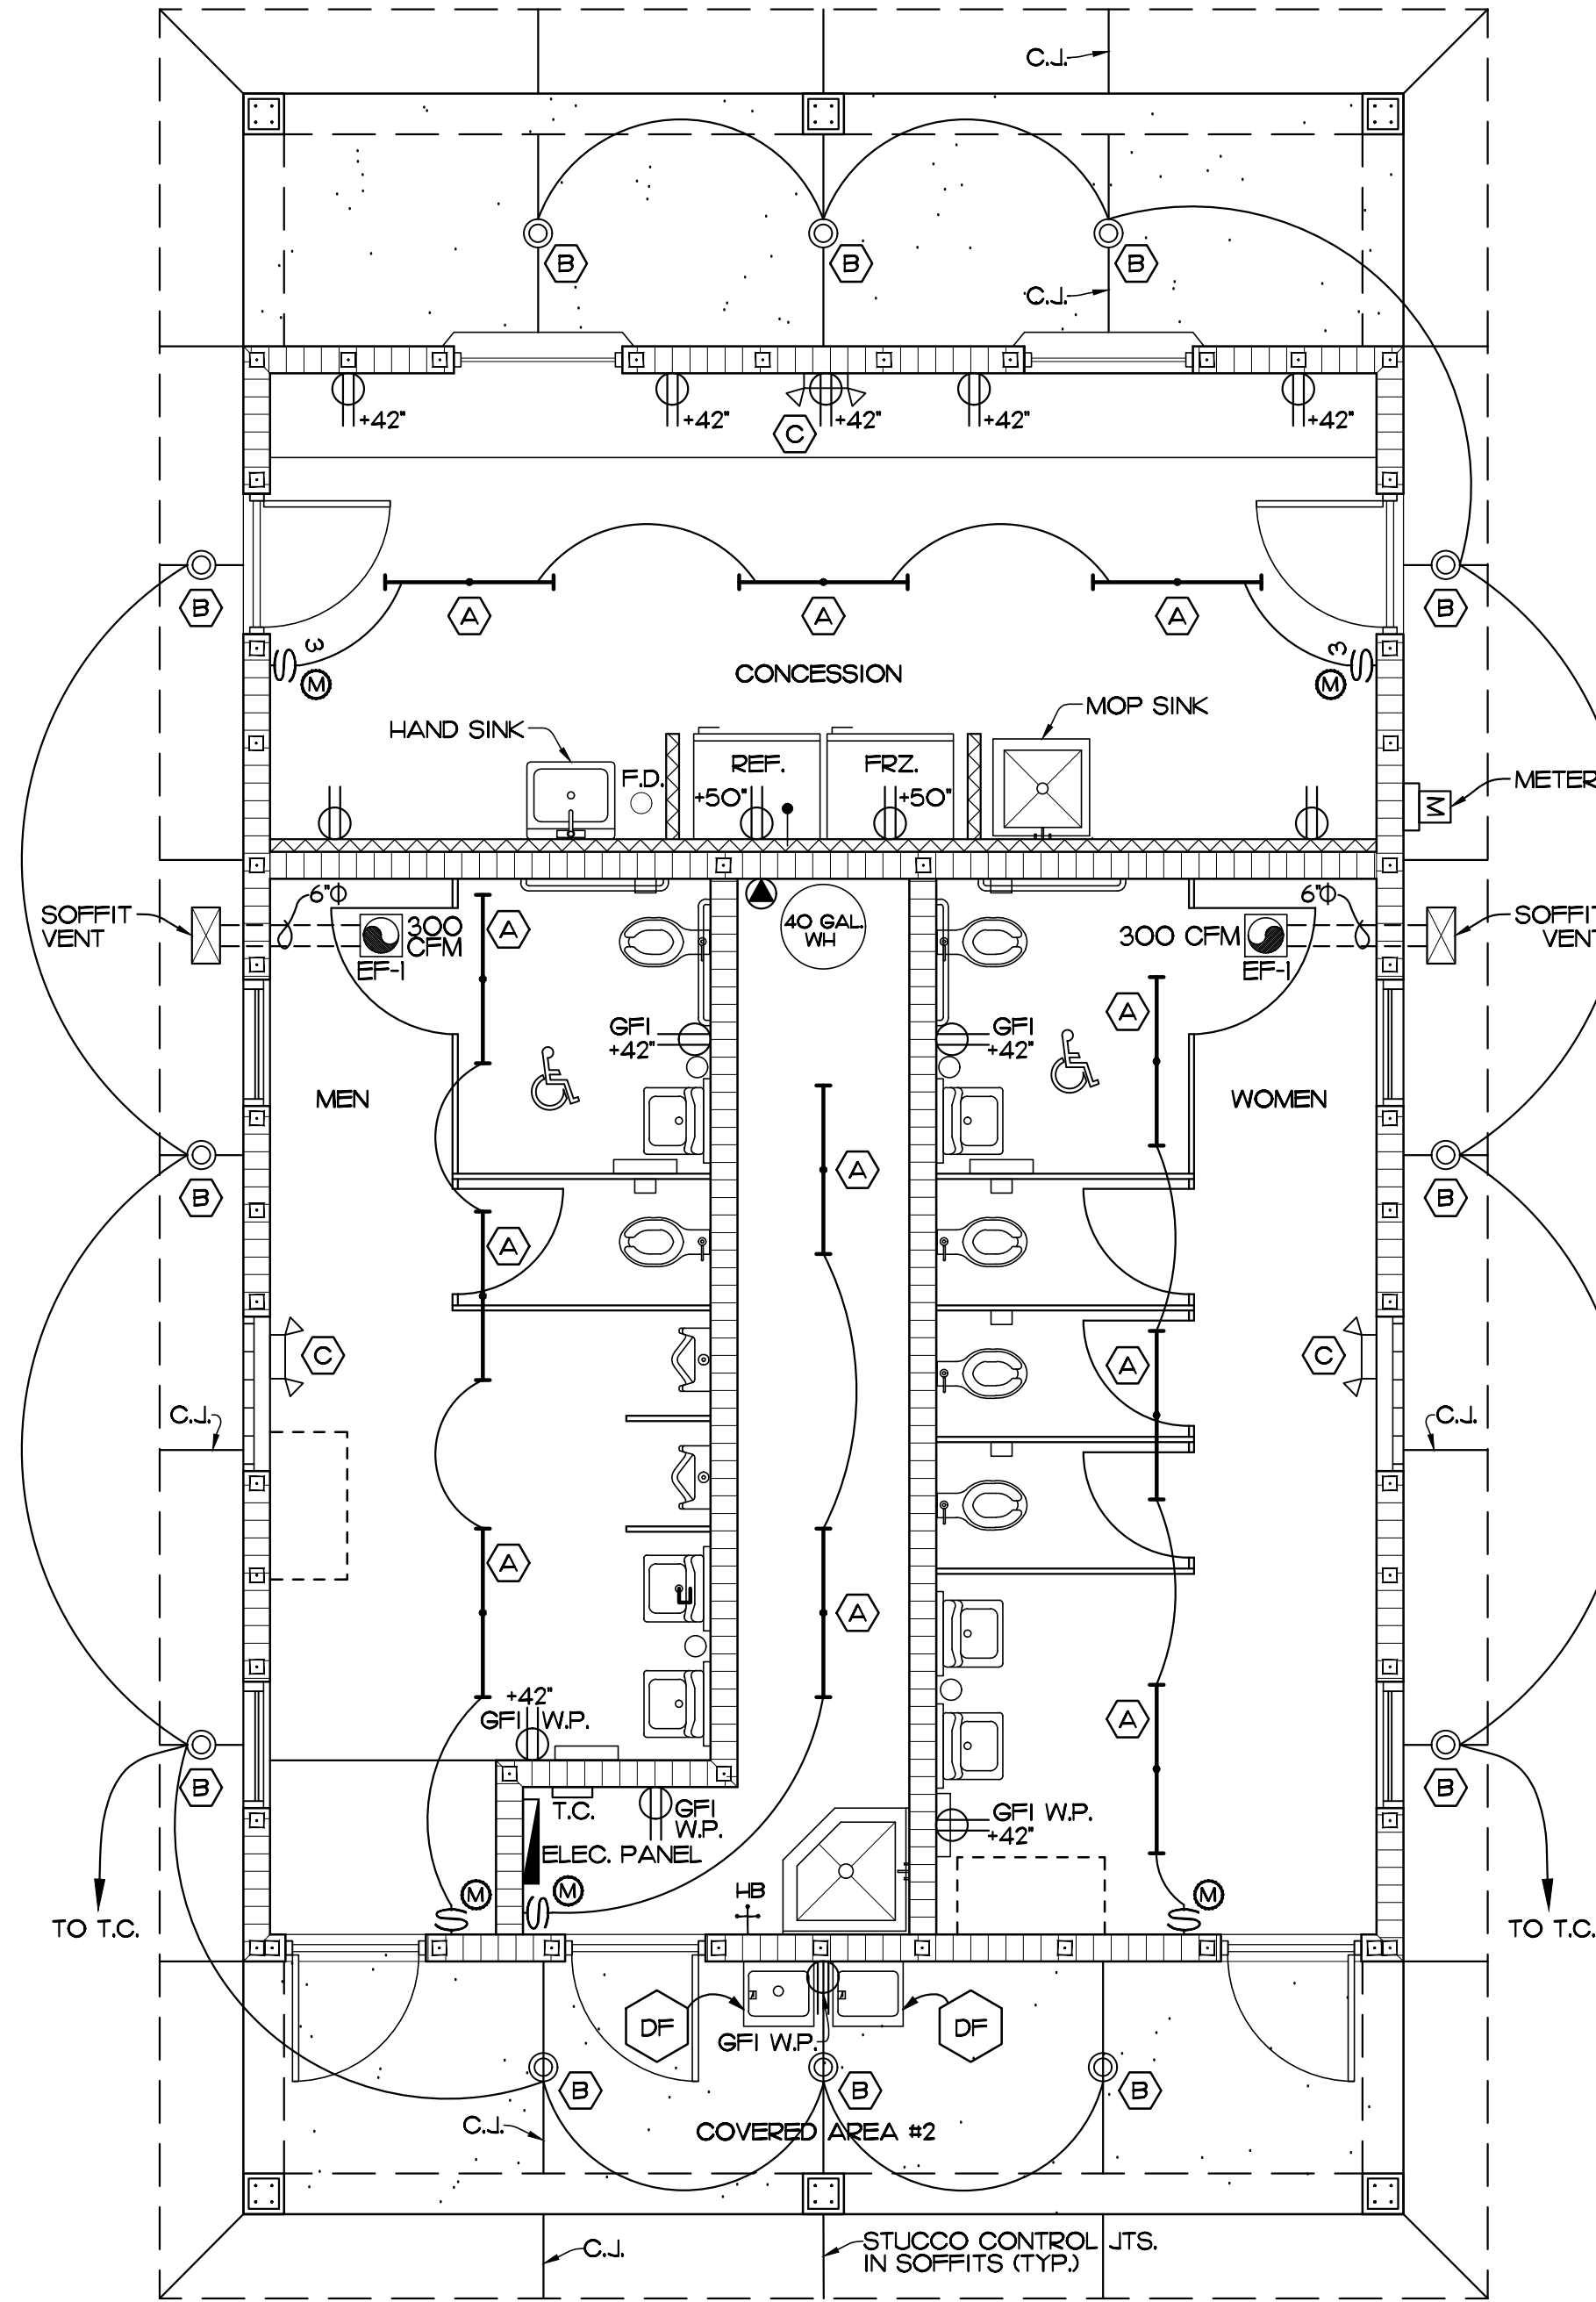 C.J.
B
B
B
C.J.
+42"
+42"
+42"
+42"
+42"
C
B
B
A
A
A
3
M
3
M
CONCESSION
HAND SINK
MOP SINK
F.D.
REF.
FRZ.
+50"
+50"
M
METER
6"Φ
6"Φ
SOFFIT
VENT
300
CFM
EF-1
A
40 GAL.
WH
300 CFM
EF-1
SOFFIT
VENT
GFI
+42"
GFI
+42"
A
MEN
WOMEN
A
B
B
A
C
A
C
C.J.
C.J.
A
A
+42"
GFI W.P.
A
B
B
T.C.
GFI
W.P.
GFI W.P.
+42"
ELEC. PANEL
M
M
HB
M
TO T.C.
TO T.C.
DF
DF
GFI W.P.
B
B
B
C.J.
COVERED AREA #2
C.J.
STUCCO CONTROL JTS.
IN SOFFITS (TYP.)